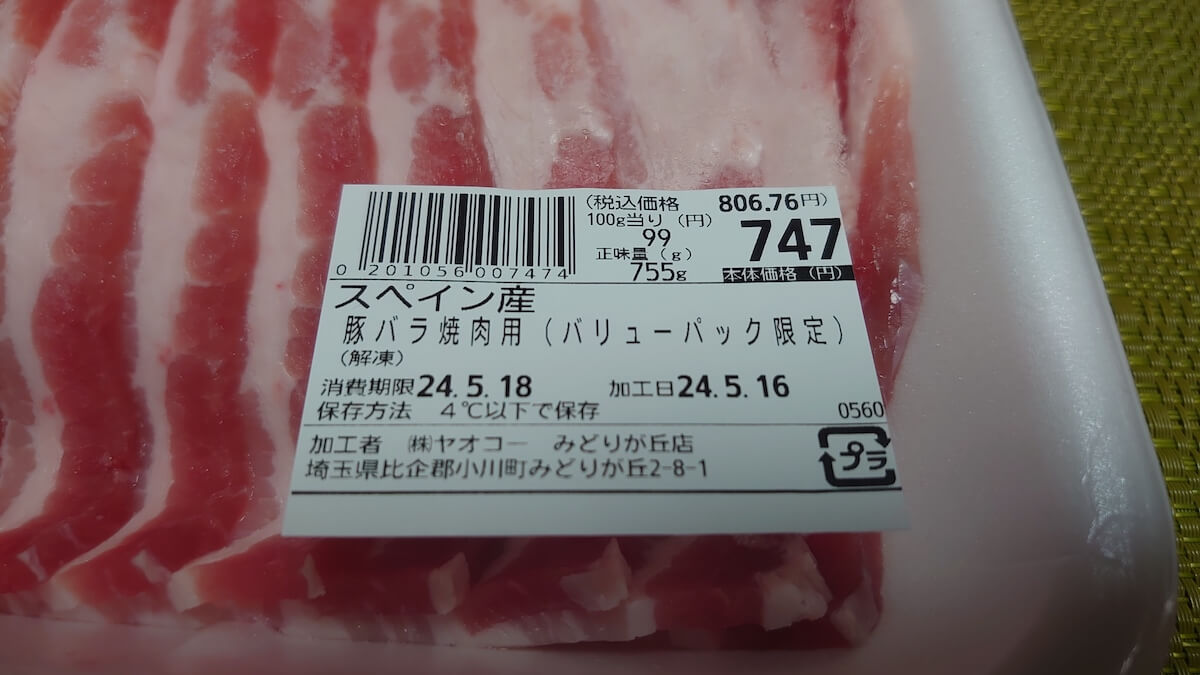 (税込価格 806.76円)
100g当り (円)
99
747
正味量 (g)
755g
本体価格 (円)
0 201056 007474
スペイン産
豚バラ焼肉用(バリューパック限定)
(解凍)
消費期限24.5.18 加工日24.5.16
保存方法 4℃以下で保存
0560
加工者 ㈱ヤオコー みどりが丘店
埼玉県比企郡小川町みどりが丘2-8-1
プラ